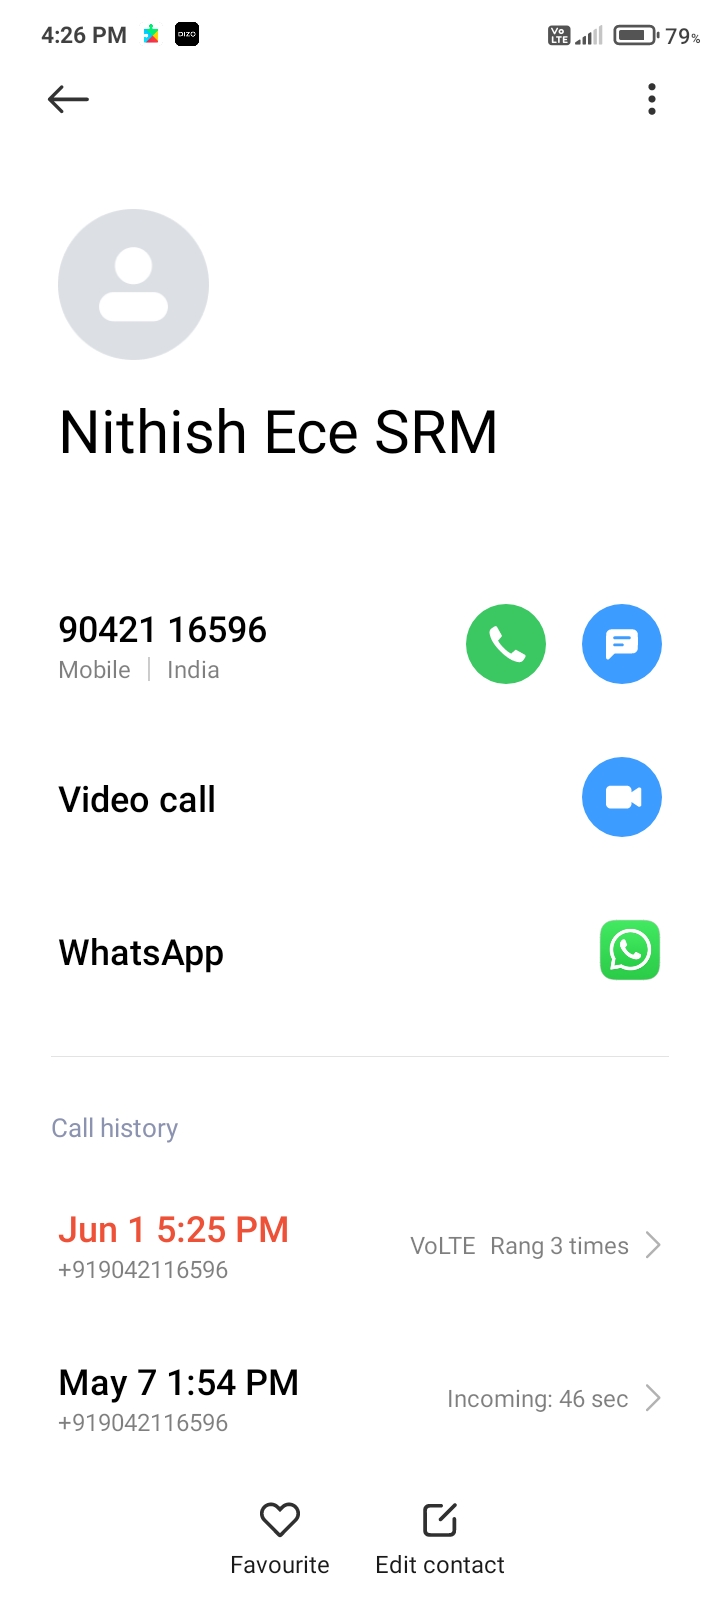 4:26 PM DIZO Vo LTE 79%
Nithish Ece SRM
90421 16596
Mobile India
Video call
WhatsApp
Call history
Jun 1 5:25 PM
VoLTE Rang 3 times
+919042116596
May 7 1:54 PM
Incoming: 46 sec
+919042116596
Favourite Edit contact